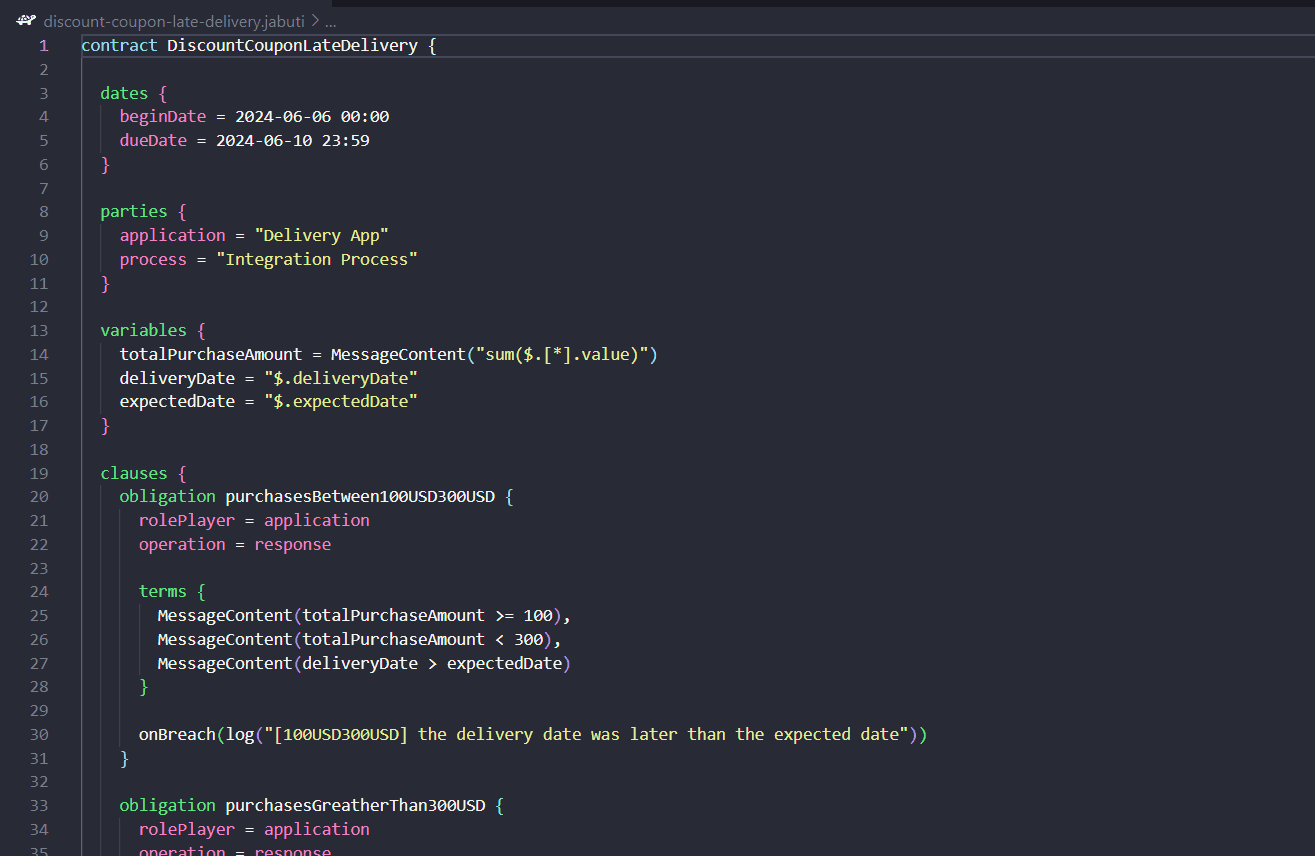 discount-coupon-late-delivery.jabuti > ...
1 contract DiscountCouponLateDelivery {
2
3 dates {
4 beginDate = 2024-06-06 00:00
5 dueDate = 2024-06-10 23:59
6 }
7
8 parties {
9 application = "Delivery App"
10 process = "Integration Process"
11 }
12
13 variables {
14 totalPurchaseAmount = MessageContent("sum($.[*].value)")
15 deliveryDate = "$.deliveryDate"
16 expectedDate = "$.expectedDate"
17 }
18
19 clauses {
20 obligation purchasesBetween100USD300USD {
21 rolePlayer = application
22 operation = response
23
24 terms {
25 MessageContent(totalPurchaseAmount >= 100),
26 MessageContent(totalPurchaseAmount < 300),
27 MessageContent(deliveryDate > expectedDate)
28 }
29
30 onBreach(log("[100USD300USD] the delivery date was later than the expected date"))
31 }
32
33 obligation purchasesGreatherThan300USD {
34 rolePlayer = application
35 operation = response